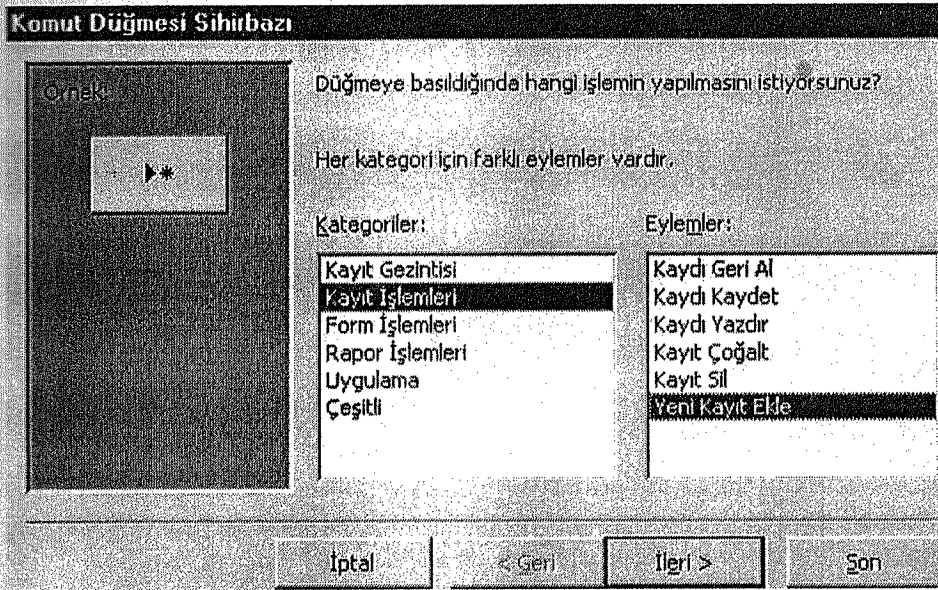 Komut Düğmesi Sihirbazı
Örnek:
Düğmeye basıldığında hangi işlemin yapılmasını istiyorsunuz?
Her kategori için farklı eylemler vardır.
Kategoriler:
Kayıt Gezintisi
Kayıt İşlemleri
Form İşlemleri
Rapor İşlemleri
Uygulama
Çeşitli
Eylemler:
Kaydı Geri Al
Kaydı Kaydet
Kaydı Yazdır
Kayıt Çoğalt
Kayıt Sil
Yeni Kayıt Ekle
İptal
< Geri
İleri >
Son